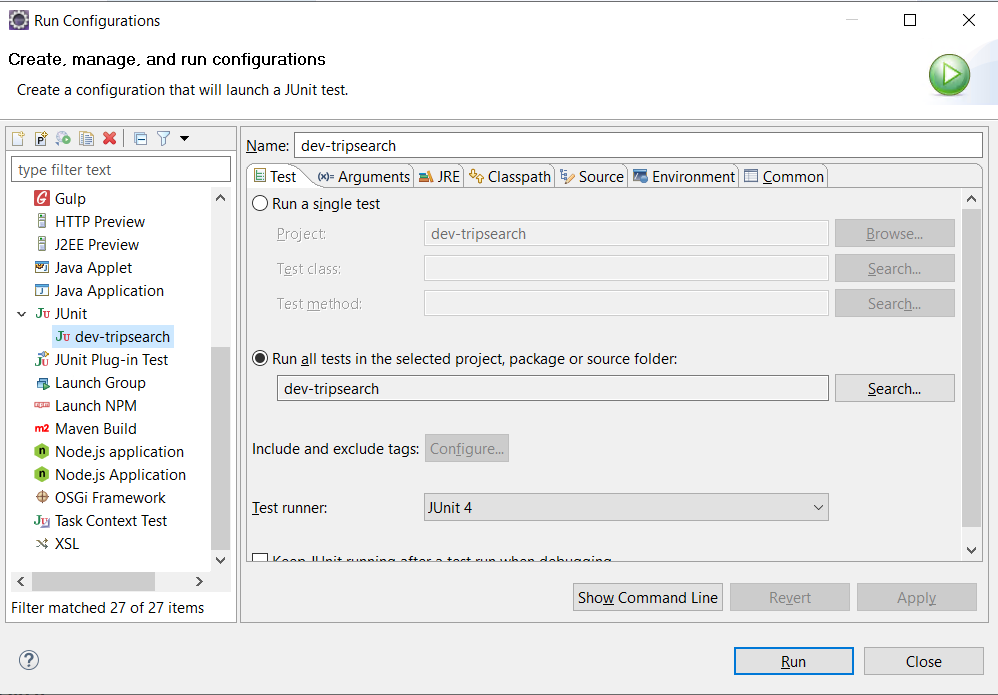 Run Configurations
Create, manage, and run configurations
Create a configuration that will launch a JUnit test.
type filter text
Gulp
HTTP Preview
J2EE Preview
Java Applet
Java Application
JUnit
dev-tripsearch
JUnit Plug-in Test
Launch Group
Launch NPM
Maven Build
Node.js application
Node.js Application
OSGi Framework
Task Context Test
XSL
Filter matched 27 of 27 items
Name: dev-tripsearch
Test (x)= Arguments JRE Classpath Source Environment Common
Run a single test
Project: dev-tripsearch Browse...
Test class: Search...
Test method: Search...
Run all tests in the selected project, package or source folder:
dev-tripsearch Search...
Include and exclude tags: Configure...
Test runner: JUnit 4
Keep JUnit running after a test run when debugging
Show Command Line Revert Apply
Run Close